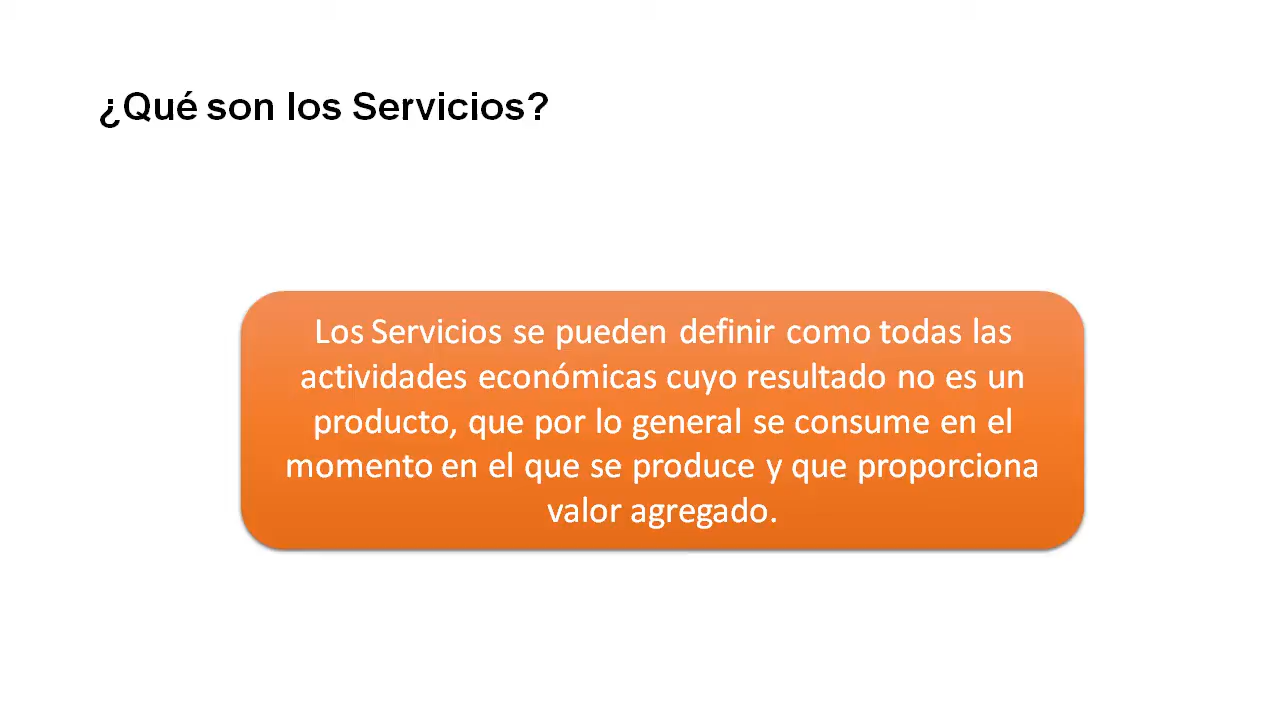 ¿Qué son los Servicios?
Los Servicios se pueden definir como todas las
actividades económicas cuyo resultado no es un
producto, que por lo general se consume en el
momento en el que se produce y que proporciona
valor agregado.